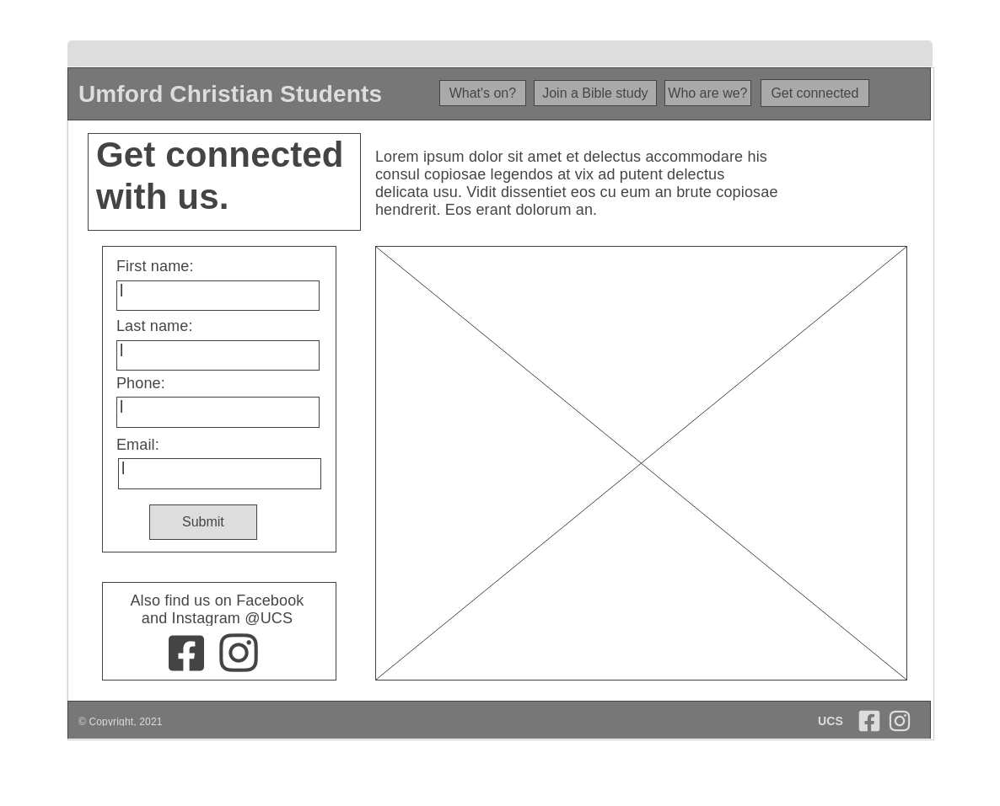 Umford Christian Students
What's on?
Join a Bible study
Who are we?
Get connected
Get connected
with us.
Lorem ipsum dolor sit amet et delectus accommodare his
consul copiosae legendos at vix ad putent delectus
delicata usu. Vidit dissentiet eos cu eum an brute copiosae
hendrerit. Eos erant dolorum an.
First name:
Last name:
Phone:
Email:
Submit
Also find us on Facebook
and Instagram @UCS
© Copyright, 2021
UCS